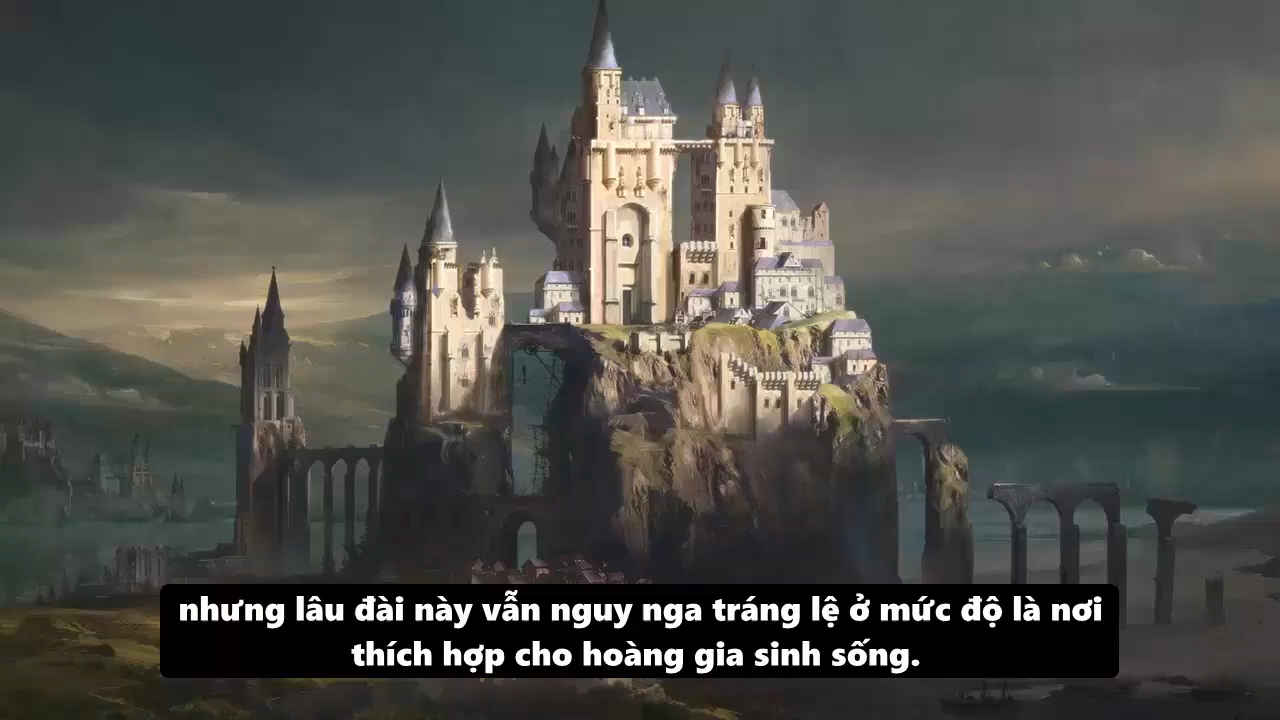 nhưng lâu đài này vẫn nguy nga tráng lệ ở mức độ là nơi
thích hợp cho hoàng gia sinh sống.